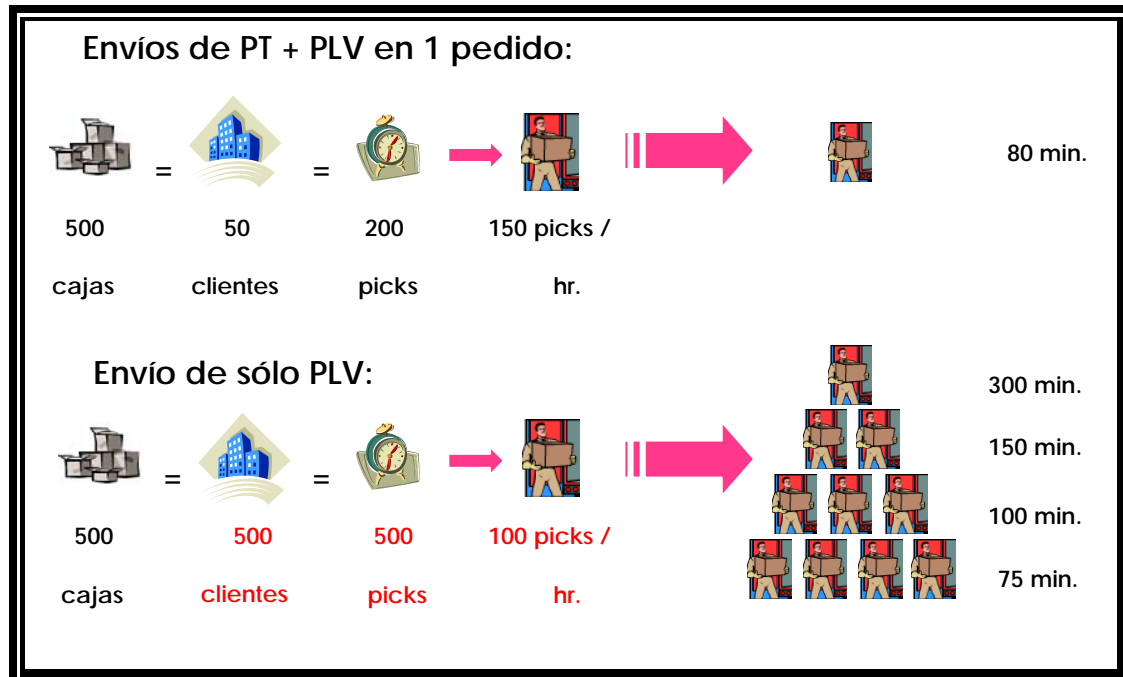 Envíos de PT + PLV en 1 pedido:
= = 80 min.
500 50 200 150 picks /
cajas clientes picks hr.
Envío de sólo PLV:
300 min.
150 min.
= =
100 min.
500 500 500 100 picks /
75 min.
cajas clientes picks hr.